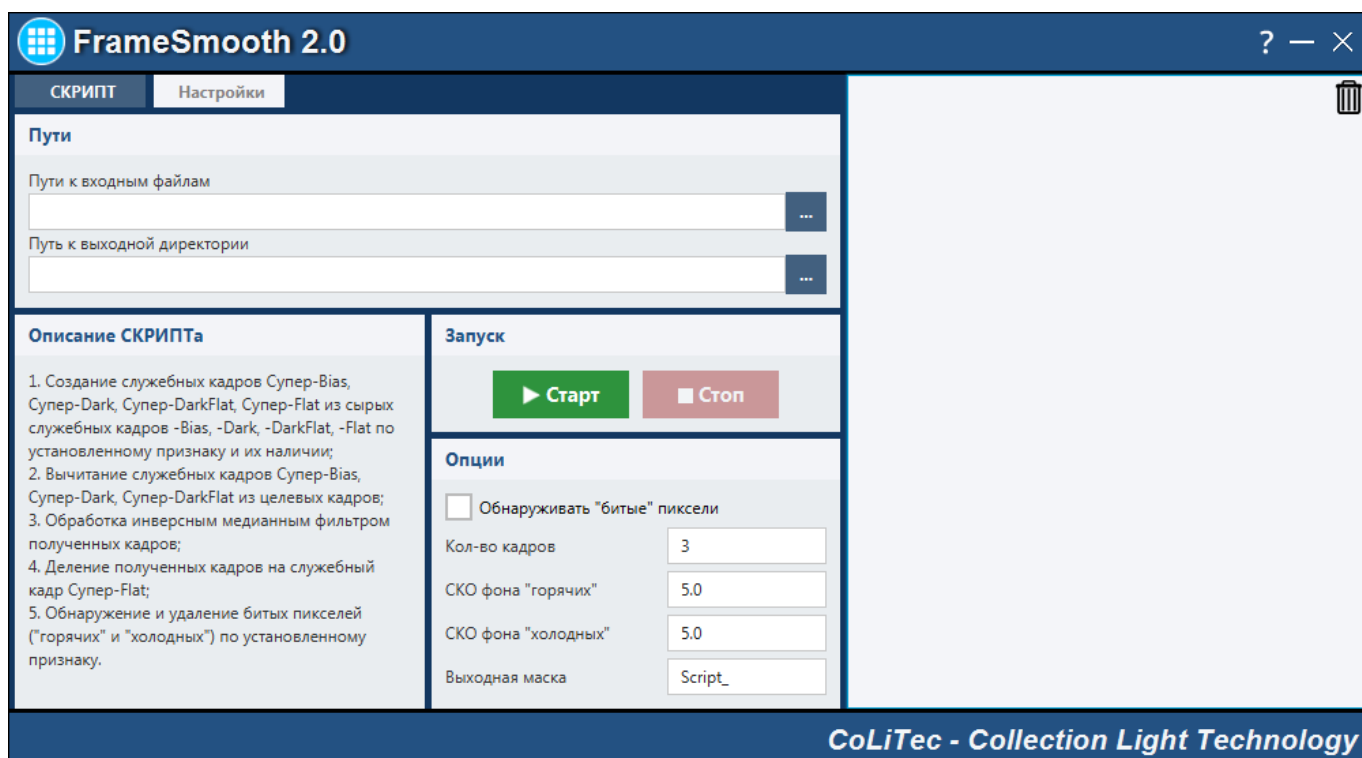 FrameSmooth 2.0
?
СКРИПТ
Настройки
Пути
Пути к входным файлам
...
Путь к выходной директории
...
Описание СКРИПТа
1. Создание служебных кадров Супер-Bias,
Супер-Dark, Супер-DarkFlat, Супер-Flat из сырых
служебных кадров -Bias, -Dark, -DarkFlat, -Flat по
установленному признаку и их наличии;
2. Вычитание служебных кадров Супер-Bias,
Супер-Dark, Супер-DarkFlat из целевых кадров;
3. Обработка инверсным медианным фильтром
полученных кадров;
4. Деление полученных кадров на служебный
кадр Супер-Flat;
5. Обнаружение и удаление битых пикселей
("горячих" и "холодных") по установленному
признаку.
Запуск
Старт
Стоп
Опции
Обнаруживать "битые" пиксели
Кол-во кадров 3
СКО фона "горячих" 5.0
СКО фона "холодных" 5.0
Выходная маска Script_
CoLiTec - Collection Light Technology